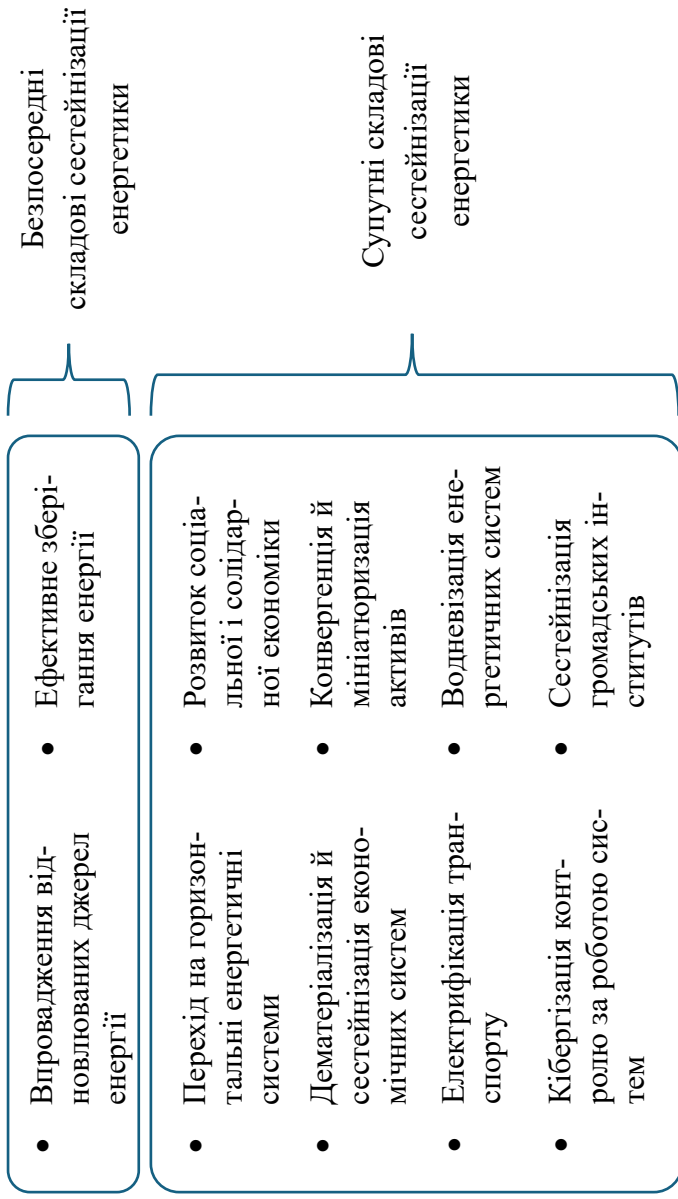 Впровадження від-
новлюваних джерел
енергії
Ефективне збері-
гання енергії
Безпосередні
складові сестейнізації
енергетики
Перехід на горизон-
тальні енергетичні
системи
Розвиток соціа-
льної і солідар-
ної економіки
Дематеріалізація й
сестейнізація еконо-
мічних систем
Конвергенція й
мініатюризація
активів
Електрифікація тран-
спорту
Водневізація ене-
ргетичних систем
Кібергізація конт-
ролю за роботою сис-
тем
Сестейнізація
громадських ін-
ститутів
Супутні складові
сестейнізації
енергетики